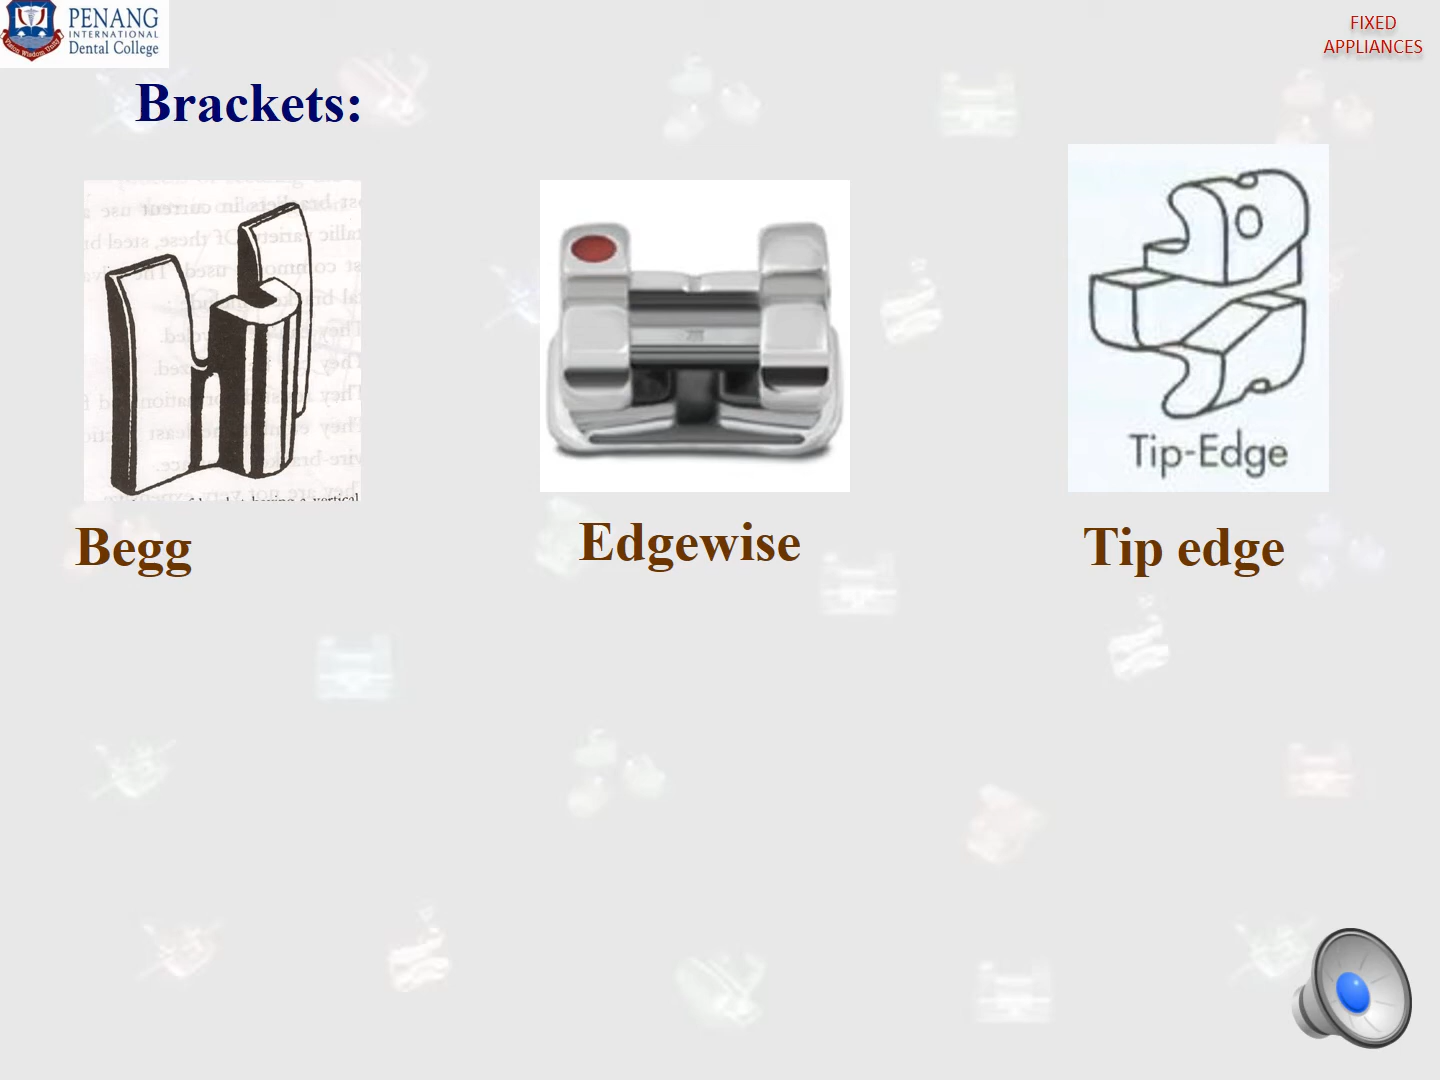 PENANG
INTERNATIONAL
Dental College
FIXED
APPLIANCES
Brackets:
Tip-Edge
Begg
Edgewise
Tip edge